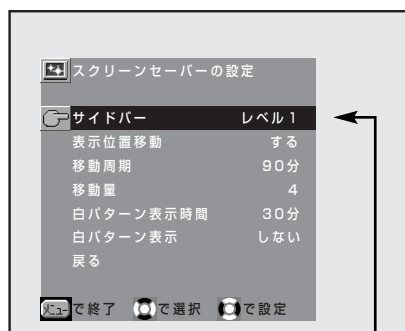 スクリーンセーバーの設定
サイドバー レベル1
表示位置移動 する
移動周期 90分
移動量 4
白パターン表示時間 30分
白パターン表示 しない
戻る
メニューで終了 で選択 で設定